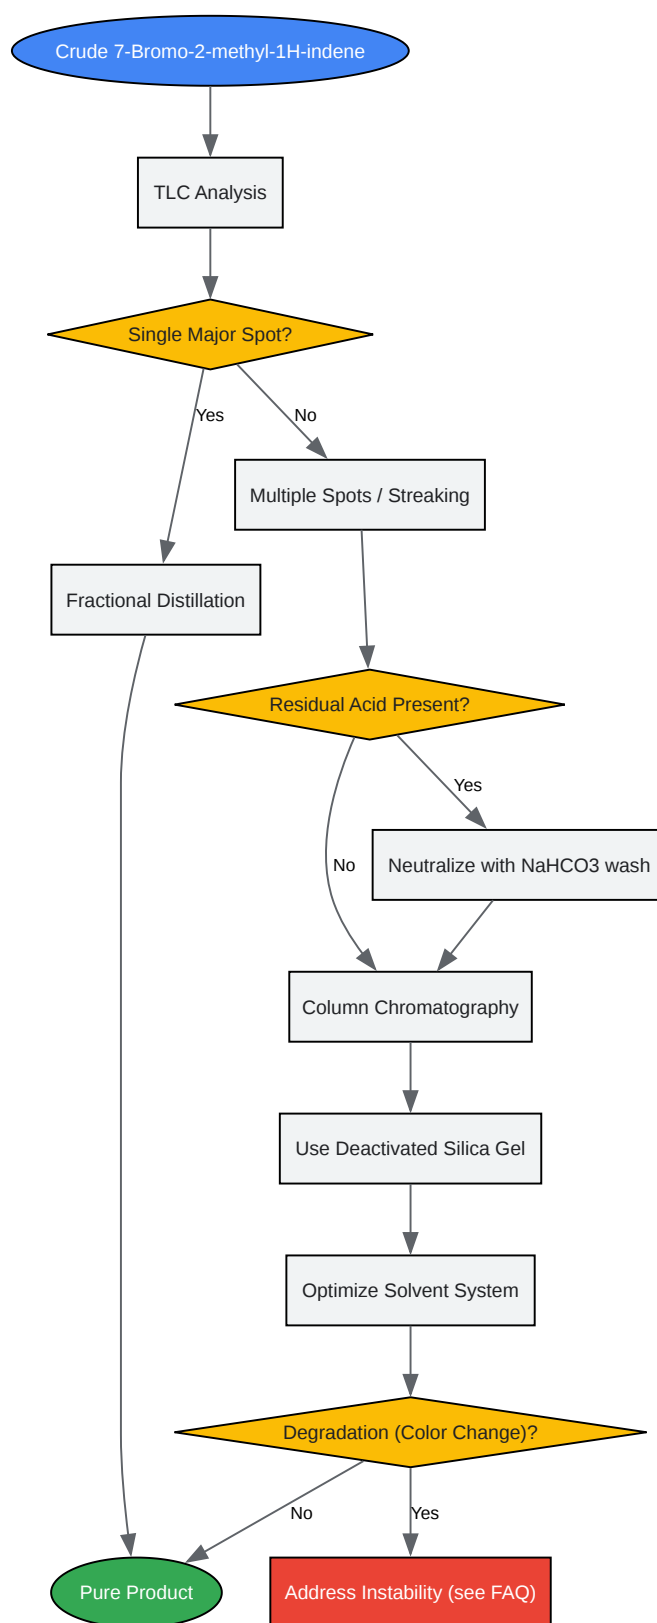 Crude 7-Bromo-2-methyl-1H-indene
TLC Analysis
Single Major Spot?
Yes
No
Multiple Spots / Streaking
Fractional Distillation
Residual Acid Present?
Yes
No
Neutralize with NaHCO3 wash
Column Chromatography
Use Deactivated Silica Gel
Optimize Solvent System
Degradation (Color Change)?
No
Yes
Pure Product
Address Instability (see FAQ)